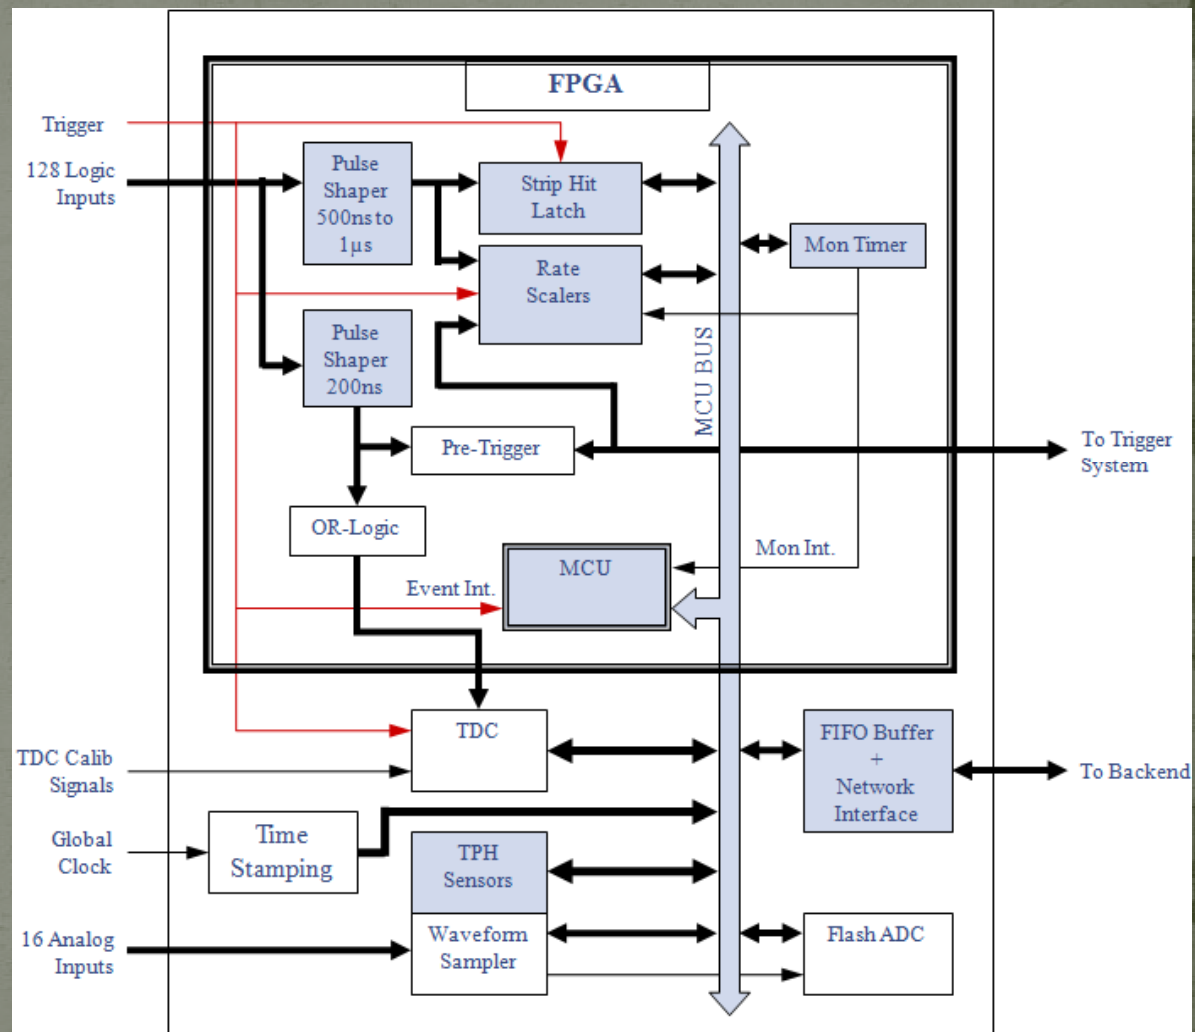 FPGA
Trigger
128 Logic
Inputs
Pulse
Shaper
500ns to
1µs
Strip Hit
Latch
Mon Timer
Rate
Scalers
Pulse
Shaper
200ns
MCU BUS
Pre-Trigger
To Trigger
System
OR-Logic
Mon Int.
MCU
Event Int.
TDC
FIFO Buffer
+
Network
Interface
To Backend
TDC Calib
Signals
Global
Clock
Time
Stamping
TPH
Sensors
16 Analog
Inputs
Waveform
Sampler
Flash ADC